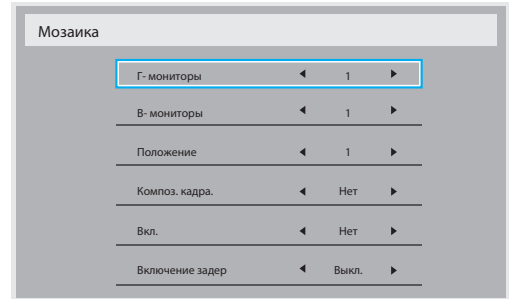 Мозаика
Г- мониторы 1
В- мониторы 1
Положение 1
Композ. кадра. Нет
Вкл. Нет
Включение задер Выкл.